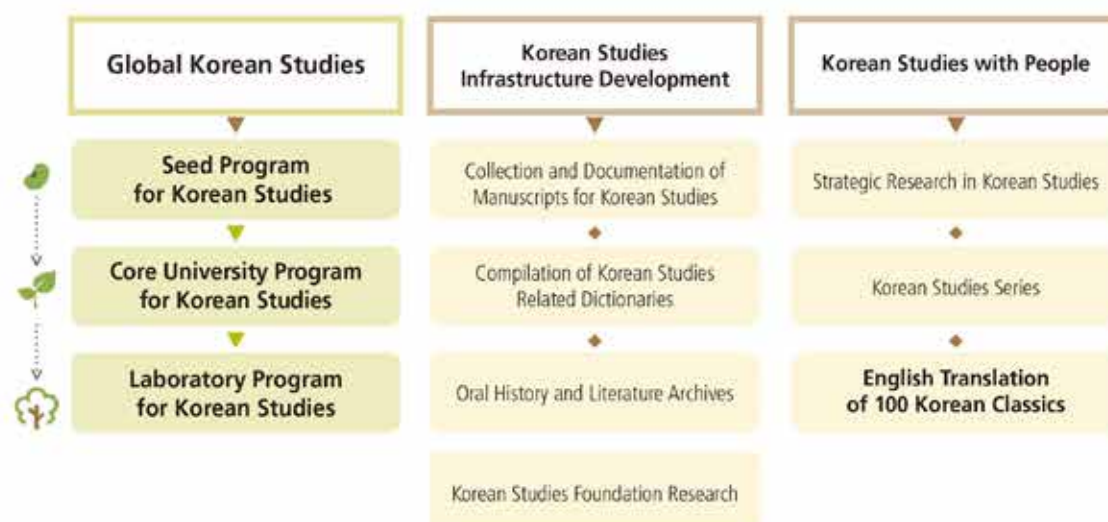 Global Korean Studies
Seed Program
for Korean Studies
Core University Program
for Korean Studies
Laboratory Program
for Korean Studies
Korean Studies
Infrastructure Development
Collection and Documentation of
Manuscripts for Korean Studies
Compilation of Korean Studies
Related Dictionaries
Oral History and Literature Archives
Korean Studies Foundation Research
Korean Studies with People
Strategic Research in Korean Studies
Korean Studies Series
English Translation
of 100 Korean Classics